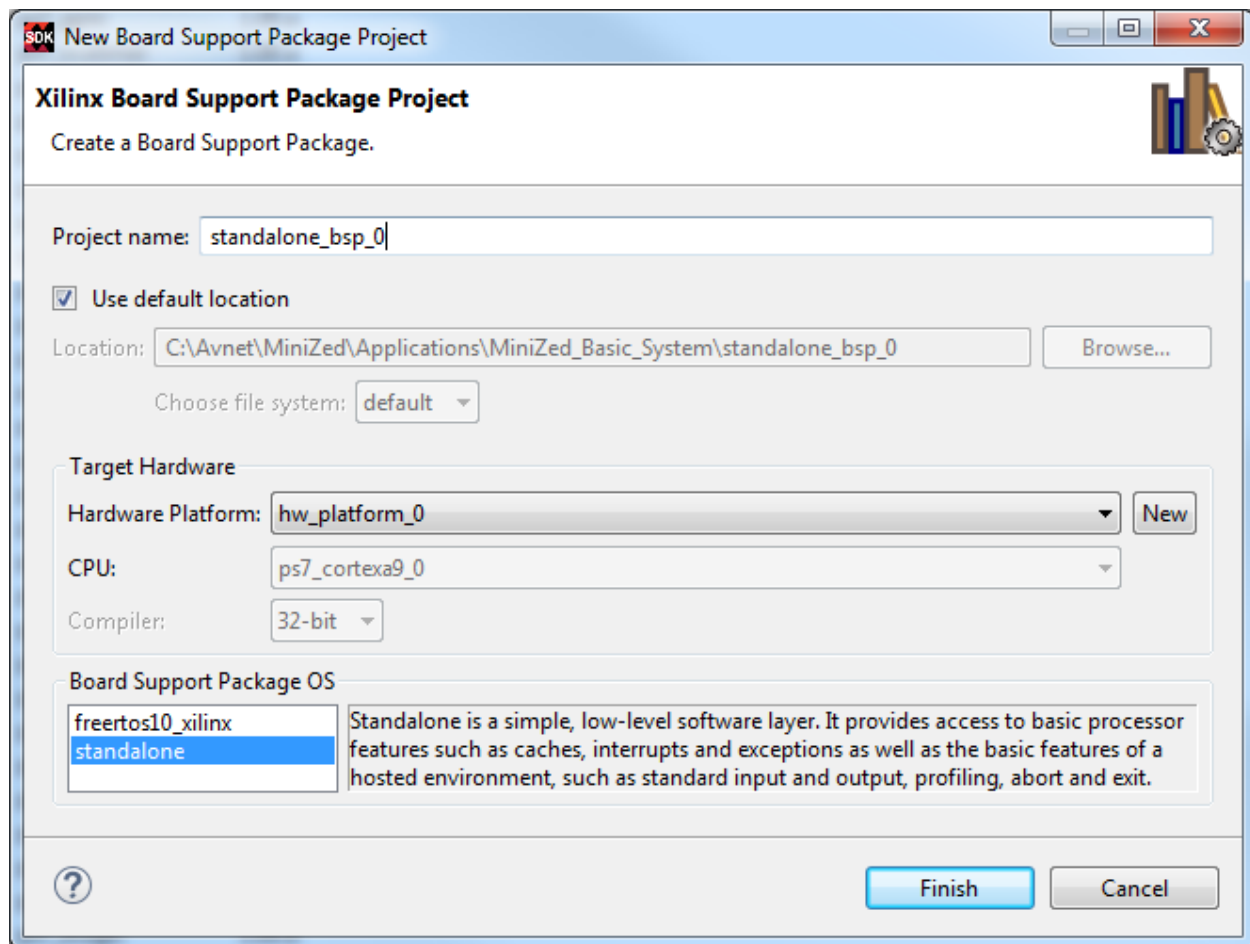 SDK New Board Support Package Project
Xilinx Board Support Package Project
Create a Board Support Package.
Project name: standalone_bsp_0
Use default location
Location: C:\Avnet\MiniZed\Applications\MiniZed_Basic_System\standalone_bsp_0 Browse...
Choose file system: default
Target Hardware
Hardware Platform: hw_platform_0 New
CPU: ps7_cortexa9_0
Compiler: 32-bit
Board Support Package OS
freertos10_xilinx
standalone
Standalone is a simple, low-level software layer. It provides access to basic processor
features such as caches, interrupts and exceptions as well as the basic features of a
hosted environment, such as standard input and output, profiling, abort and exit.
? Finish Cancel